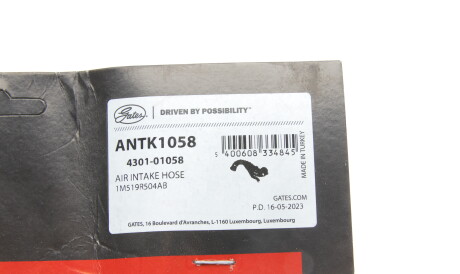 Gates
DRIVEN BY POSSIBILITY™
ANTK1058
4301-01058
5 400608 334845
MADE IN TURKEY
AIR INTAKE HOSE
1M519R504AB
GATES.COM
P.D. 16-05-2023
GATES, 16 Boulevard d'Avranches, L-1160 Luxembourg, Luxembourg